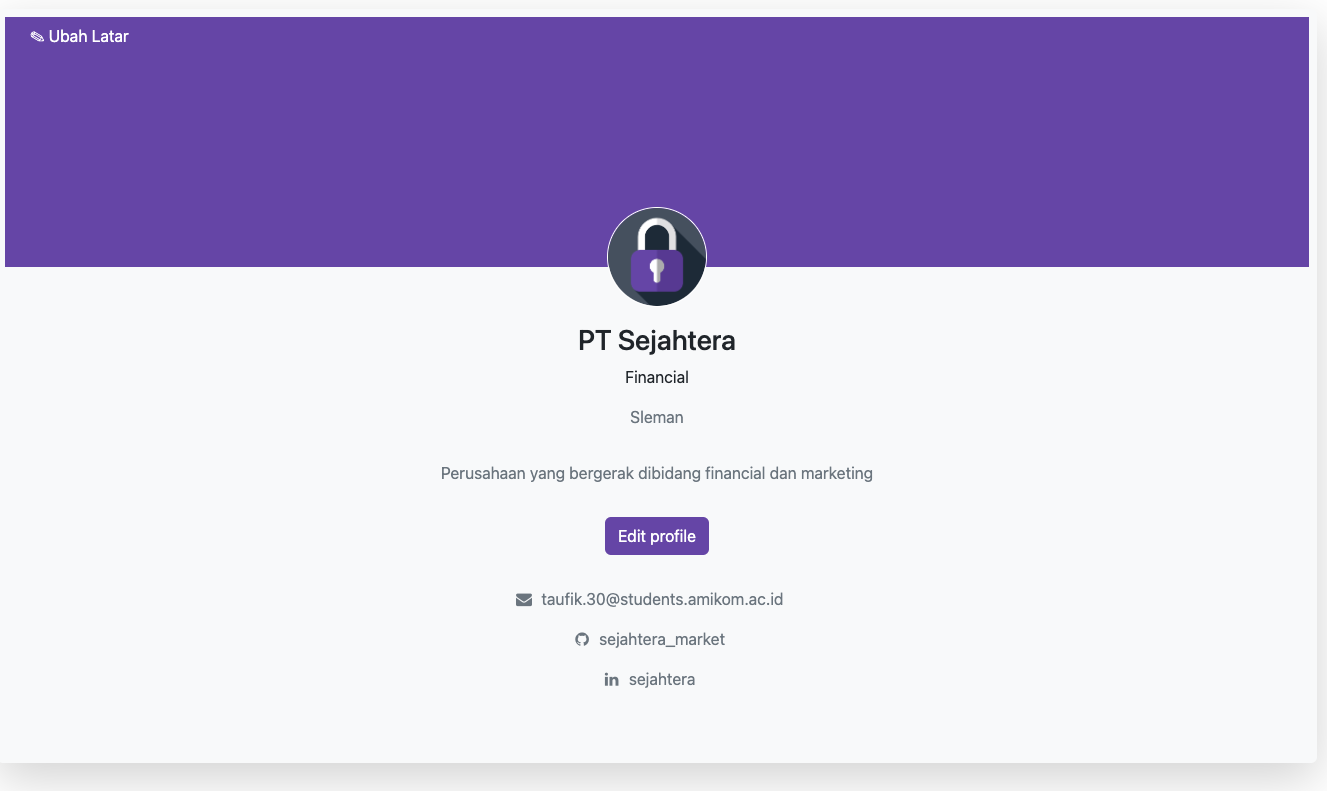 ✎ Ubah Latar
PT Sejahtera
Financial
Sleman
Perusahaan yang bergerak dibidang financial dan marketing
Edit profile
taufik.30@students.amikom.ac.id
sejahtera_market
sejahtera